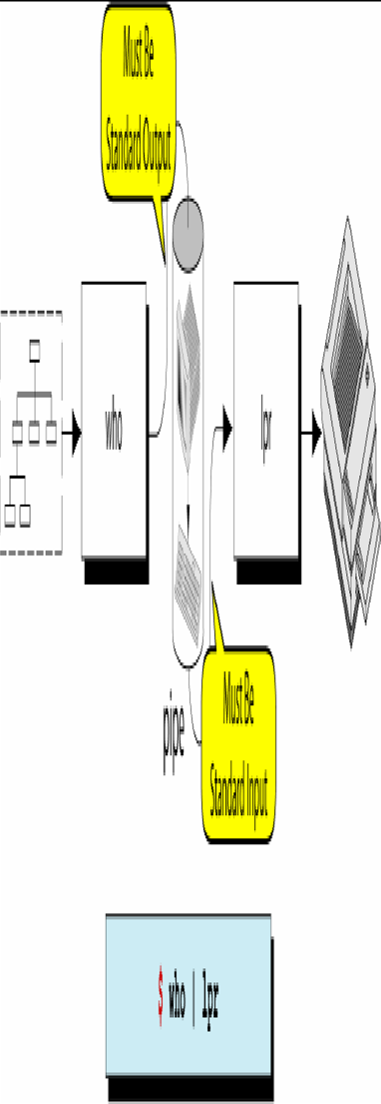 Must Be
Standard Output
who
lpr
Must Be
Standard Input
pipe
$ who | lpr